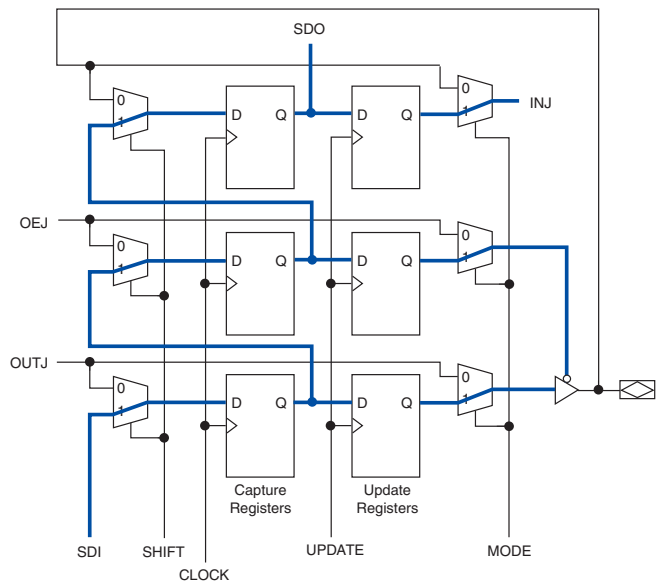 SDO
0
1
D
Q
D
Q
0
1
INJ
OEJ
0
1
D
Q
D
Q
0
1
OUTJ
0
1
D
Q
D
Q
0
1
Capture
Registers
Update
Registers
SDI
SHIFT
CLOCK
UPDATE
MODE